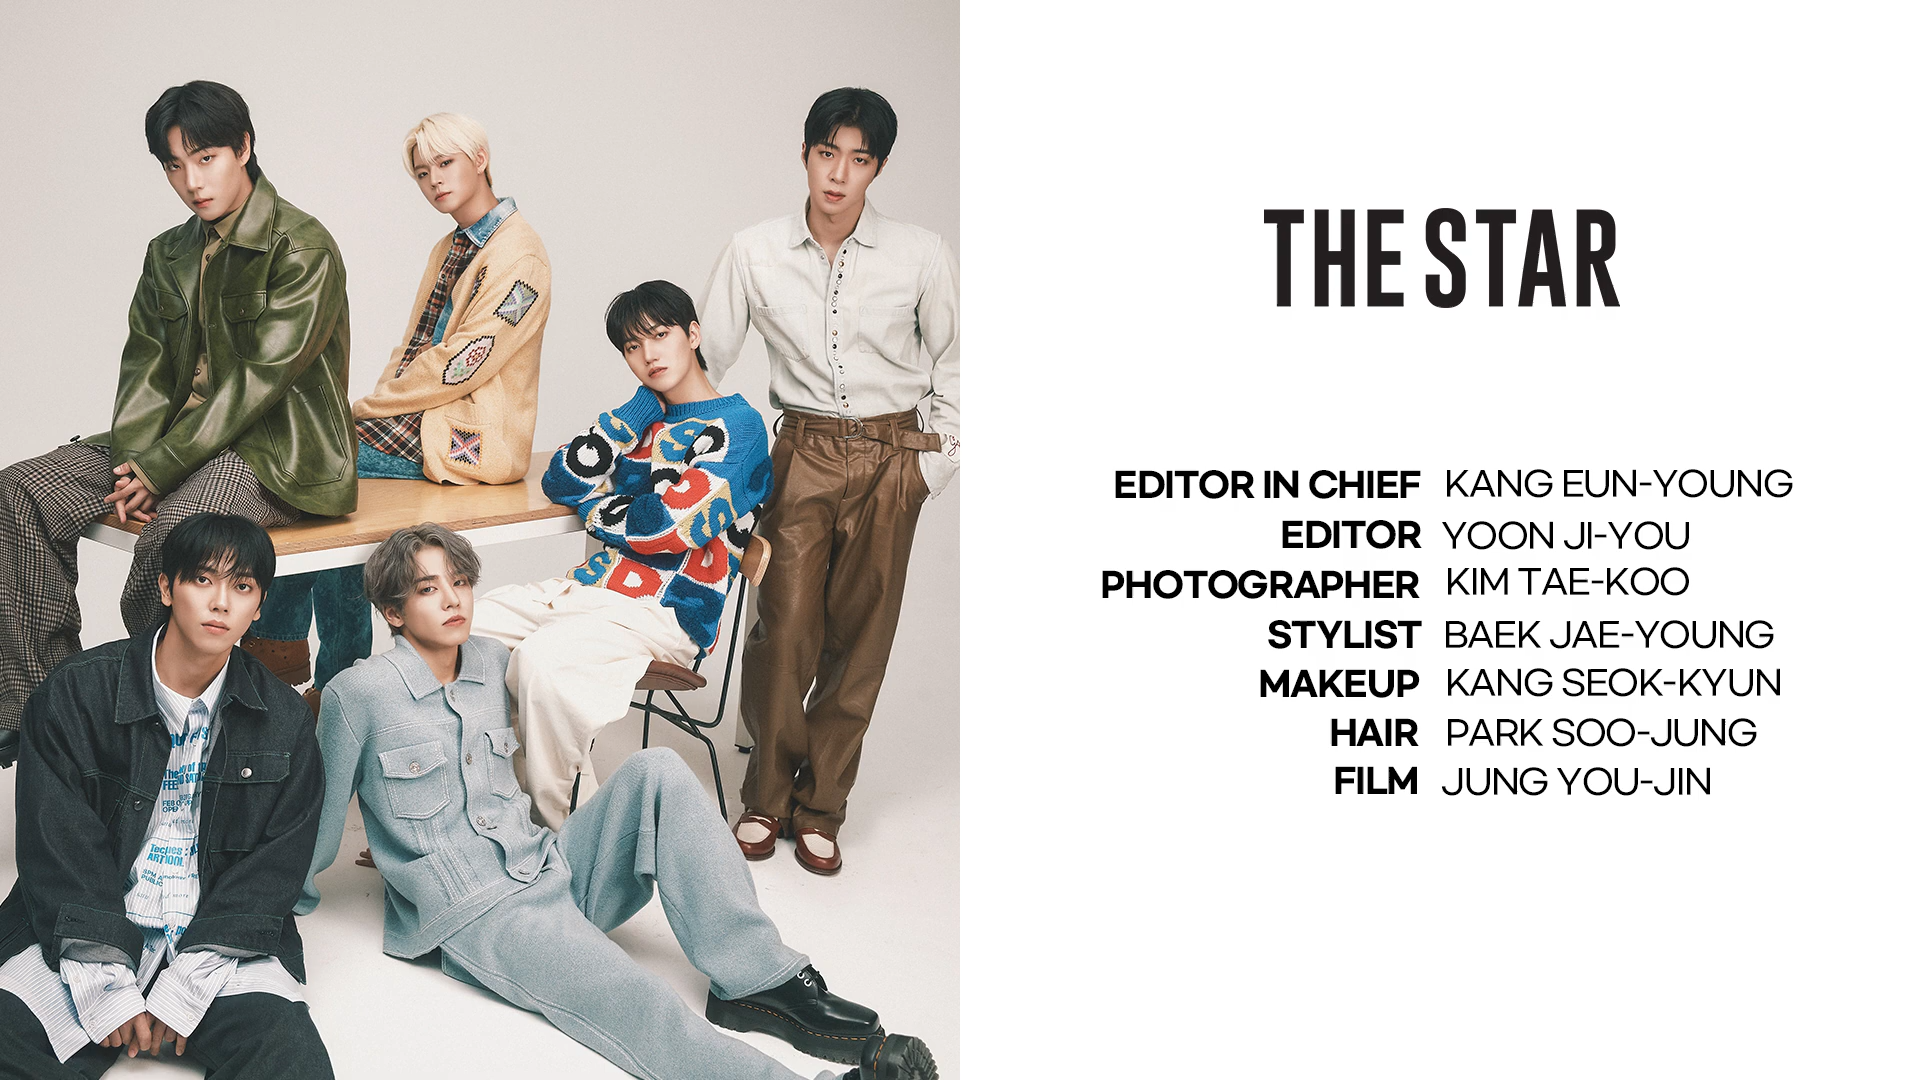 THE STAR
EDITOR IN CHIEF KANG EUN-YOUNG
EDITOR YOON JI-YOU
PHOTOGRAPHER KIM TAE-KOO
STYLIST BAEK JAE-YOUNG
MAKEUP KANG SEOK-KYUN
HAIR PARK SOO-JUNG
FILM JUNG YOU-JIN